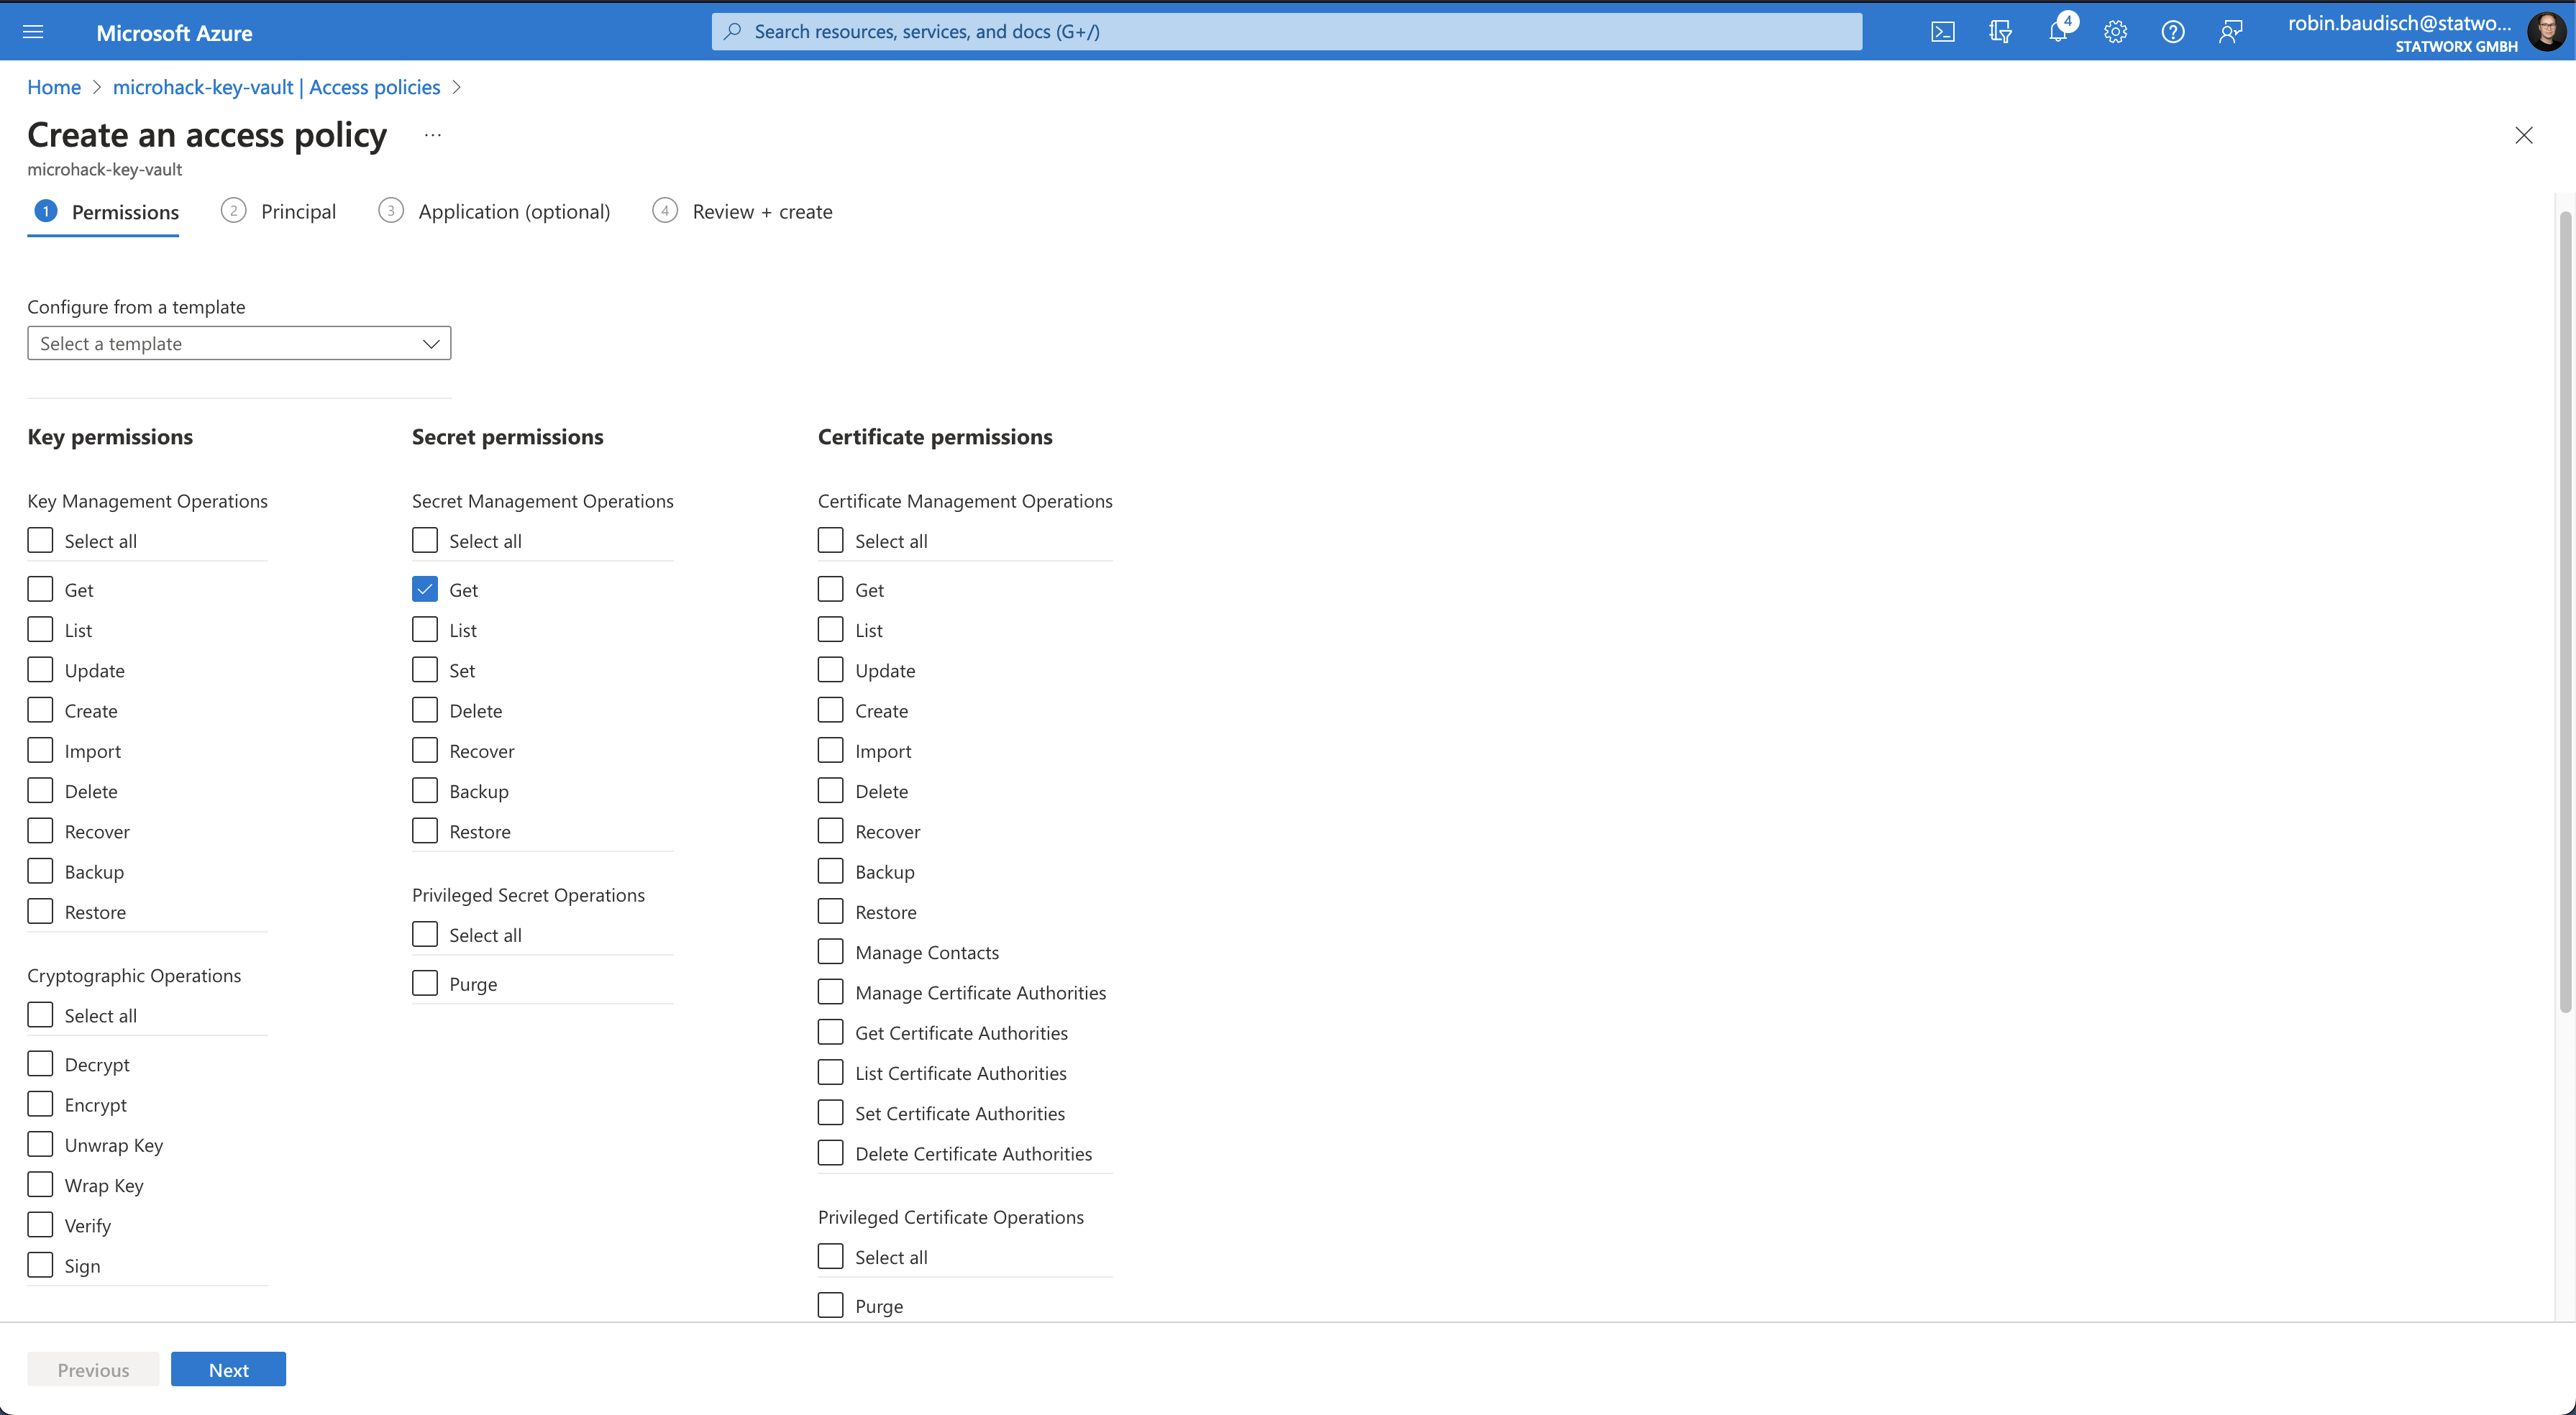 Microsoft Azure
Search resources, services, and docs (G+/)
4
robin.baudisch@statwo...
STATWORX GMBH
Home > microhack-key-vault | Access policies >
Create an access policy ...
microhack-key-vault
1 Permissions
2 Principal
3 Application (optional)
4 Review + create
Configure from a template
Select a template
Key permissions
Key Management Operations
Select all
Get
List
Update
Create
Import
Delete
Recover
Backup
Restore
Cryptographic Operations
Select all
Decrypt
Encrypt
Unwrap Key
Wrap Key
Verify
Sign
Secret permissions
Secret Management Operations
Select all
Get
List
Set
Delete
Recover
Backup
Restore
Privileged Secret Operations
Select all
Purge
Certificate permissions
Certificate Management Operations
Select all
Get
List
Update
Create
Import
Delete
Recover
Backup
Restore
Manage Contacts
Manage Certificate Authorities
Get Certificate Authorities
List Certificate Authorities
Set Certificate Authorities
Delete Certificate Authorities
Privileged Certificate Operations
Select all
Purge
Previous
Next